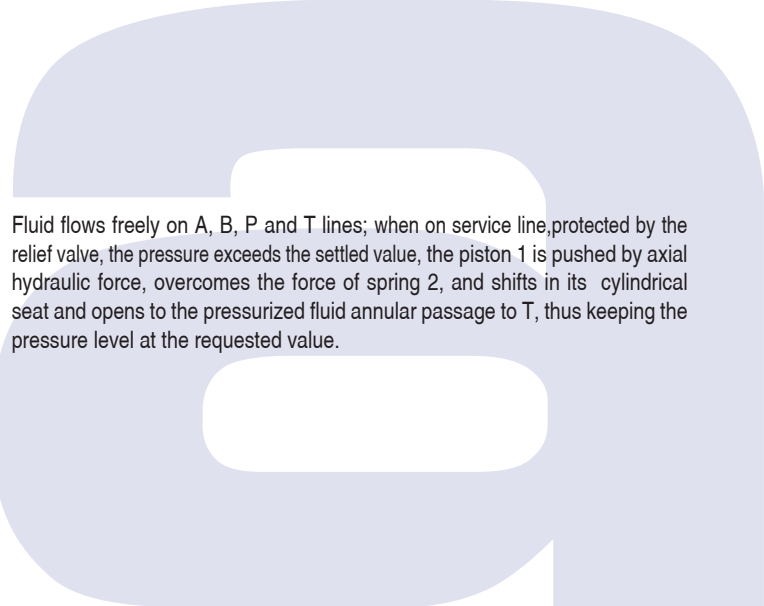 Fluid flows freely on A, B, P and T lines; when on service line,protected by the
relief valve, the pressure exceeds the settled value, the piston 1 is pushed by axial
hydraulic force, overcomes the force of spring 2, and shifts in its  cylindrical
seat and opens to the pressurized fluid annular passage to T, thus keeping the
pressure level at the requested value.